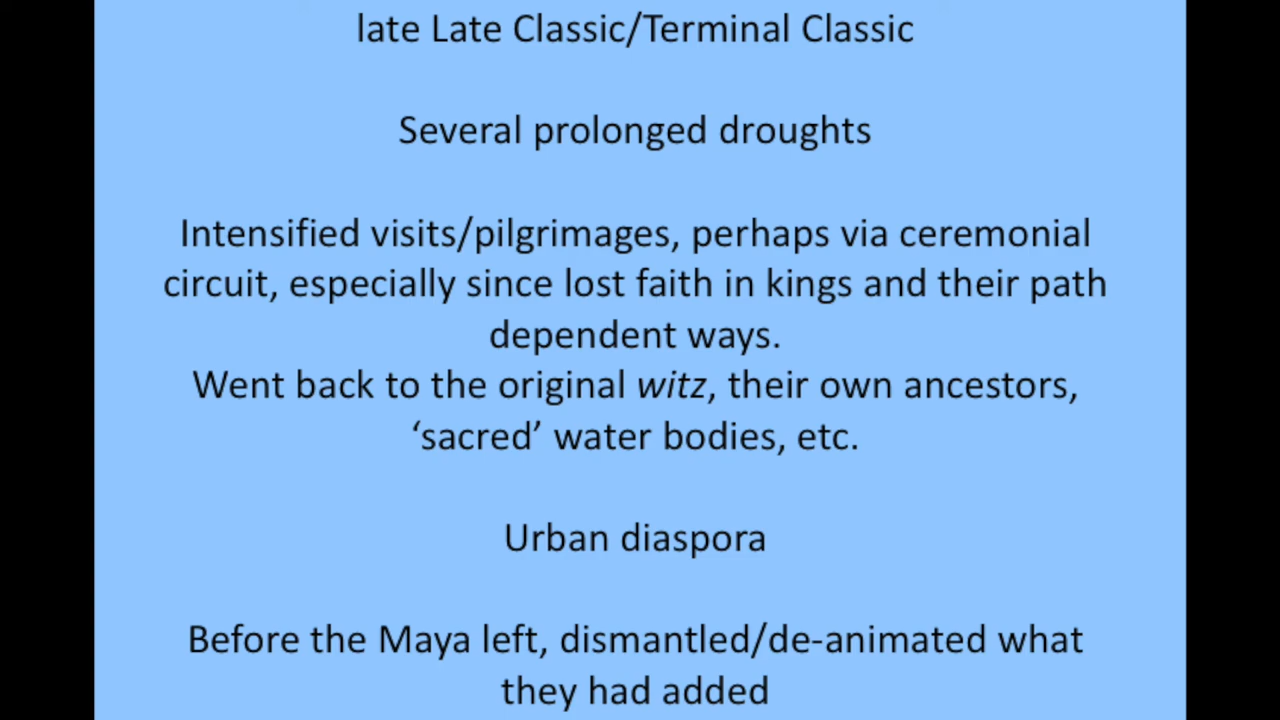 late Late Classic/Terminal Classic
Several prolonged droughts
Intensified visits/pilgrimages, perhaps via ceremonial
circuit, especially since lost faith in kings and their path
dependent ways.
Went back to the original witz, their own ancestors,
‘sacred’ water bodies, etc.
Urban diaspora
Before the Maya left, dismantled/de-animated what
they had added